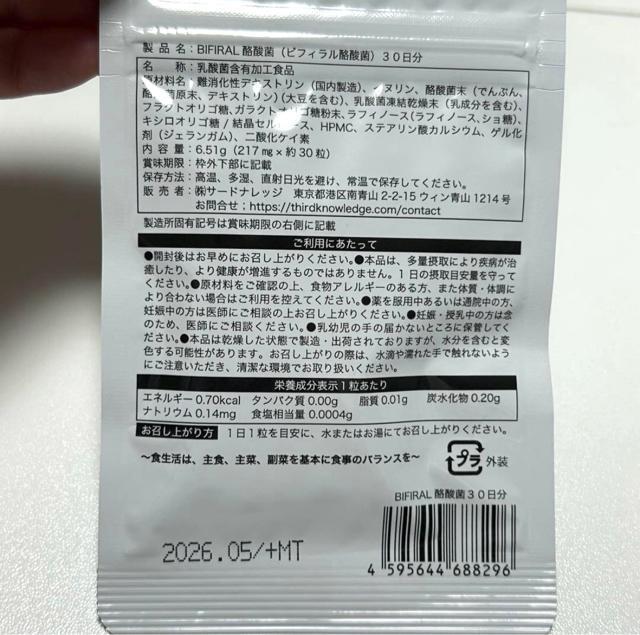 製 品 名：BIFIRAL 酪酸菌（ビフィラル酪酸菌）３０日分
名　　称：乳酸菌含有加工食品
原材料名：難消化性デキストリン（国内製造）、イヌリン、酪酸菌末（でんぷん、
酪酸菌原末、デキストリン）（大豆を含む）、乳酸菌凍結乾燥末（乳成分を含む）、
フラクトオリゴ糖、ガラクトオリゴ糖粉末、ラフィノース（ラフィノース、ショ糖）、
キシロオリゴ糖 / 結晶セルロース、HPMC、ステアリン酸カルシウム、ゲル化
剤（ジェランガム）、二酸化ケイ素
内 容 量：6.51g（217 mg × 約 30 粒）
賞味期限：枠外下部に記載
保存方法：高温、多湿、直射日光を避け、常温で保存してください。
販 売 者：㈱サードナレッジ　東京都港区南青山 2-2-15 ウィン青山 1214 号
お問合せ；https://thirdknowledge.com/contact
製造所固有記号は賞味期限の右側に記載
ご利用にあたって
●開封後はお早めにお召し上がりください。●本品は、多量摂取により疾病が治
癒したり、より健康が増進するものではありません。１日の摂取目安量を守って
ください。●原材料をご確認の上、食物アレルギーのある方、また体質・体調に
より合わない場合はご利用を控えてください。●薬を服用中あるいは通院中の方、
妊娠中の方は医師にご相談の上お召し上がりください。●妊娠・授乳中の方は念
のため、医師にご相談ください。●乳幼児の手の届かないところに保管してく
ださい。●本品は乾燥した状態で製造・出荷されておりますが、水分を含むと変
色する可能性があります。お召し上がりの際は、水滴や濡れた手で触れないよう
にご注意いただき、清潔な環境でお取り扱いください。
栄養成分表示１粒あたり
エネルギー 0.70kcal　タンパク質 0.00g　脂質 0.01g　炭水化物 0.20g
ナトリウム 0.14mg　食塩相当量 0.0004g
お召し上がり方　１日１粒を目安に、水またはお湯にてお召し上がりください。
～食生活は、主食、主菜、副菜を基本に食事のバランスを～
プラ 外装
BIFIRAL 酪酸菌３０日分
2026.05/+MT
4 595644 688296